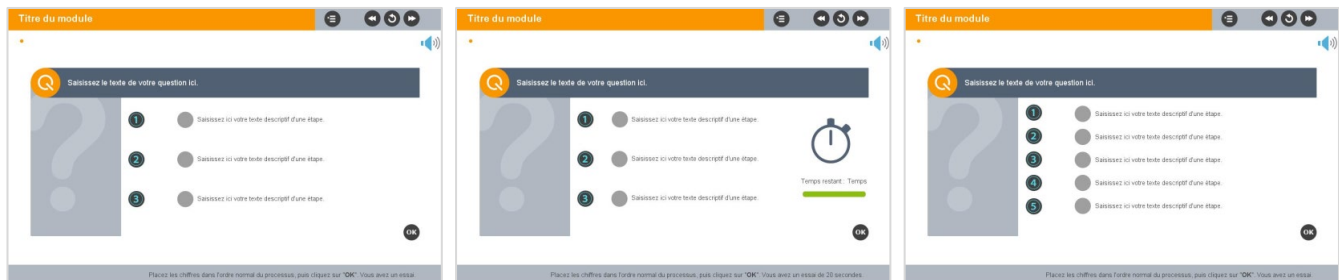 Titre du module
Q Saisissez le texte de votre question ici.
1 Saisissez ici votre texte descriptif d'une étape.
2 Saisissez ici votre texte descriptif d'une étape.
3 Saisissez ici votre texte descriptif d'une étape.
OK
Placez les chiffres dans l'ordre normal du processus, puis cliquez sur "OK". Vous avez un essai.
Titre du module
Q Saisissez le texte de votre question ici.
1 Saisissez ici votre texte descriptif d'une étape.
2 Saisissez ici votre texte descriptif d'une étape.
3 Saisissez ici votre texte descriptif d'une étape.
Temps restant : Temps
OK
Placez les chiffres dans l'ordre normal du processus, puis cliquez sur "OK". Vous avez un essai de 20 secondes.
Titre du module
Q Saisissez le texte de votre question ici.
1 Saisissez ici votre texte descriptif d'une étape.
2 Saisissez ici votre texte descriptif d'une étape.
3 Saisissez ici votre texte descriptif d'une étape.
4 Saisissez ici votre texte descriptif d'une étape.
5 Saisissez ici votre texte descriptif d'une étape.
OK
Placez les chiffres dans l'ordre normal du processus, puis cliquez sur "OK". Vous avez un essai.